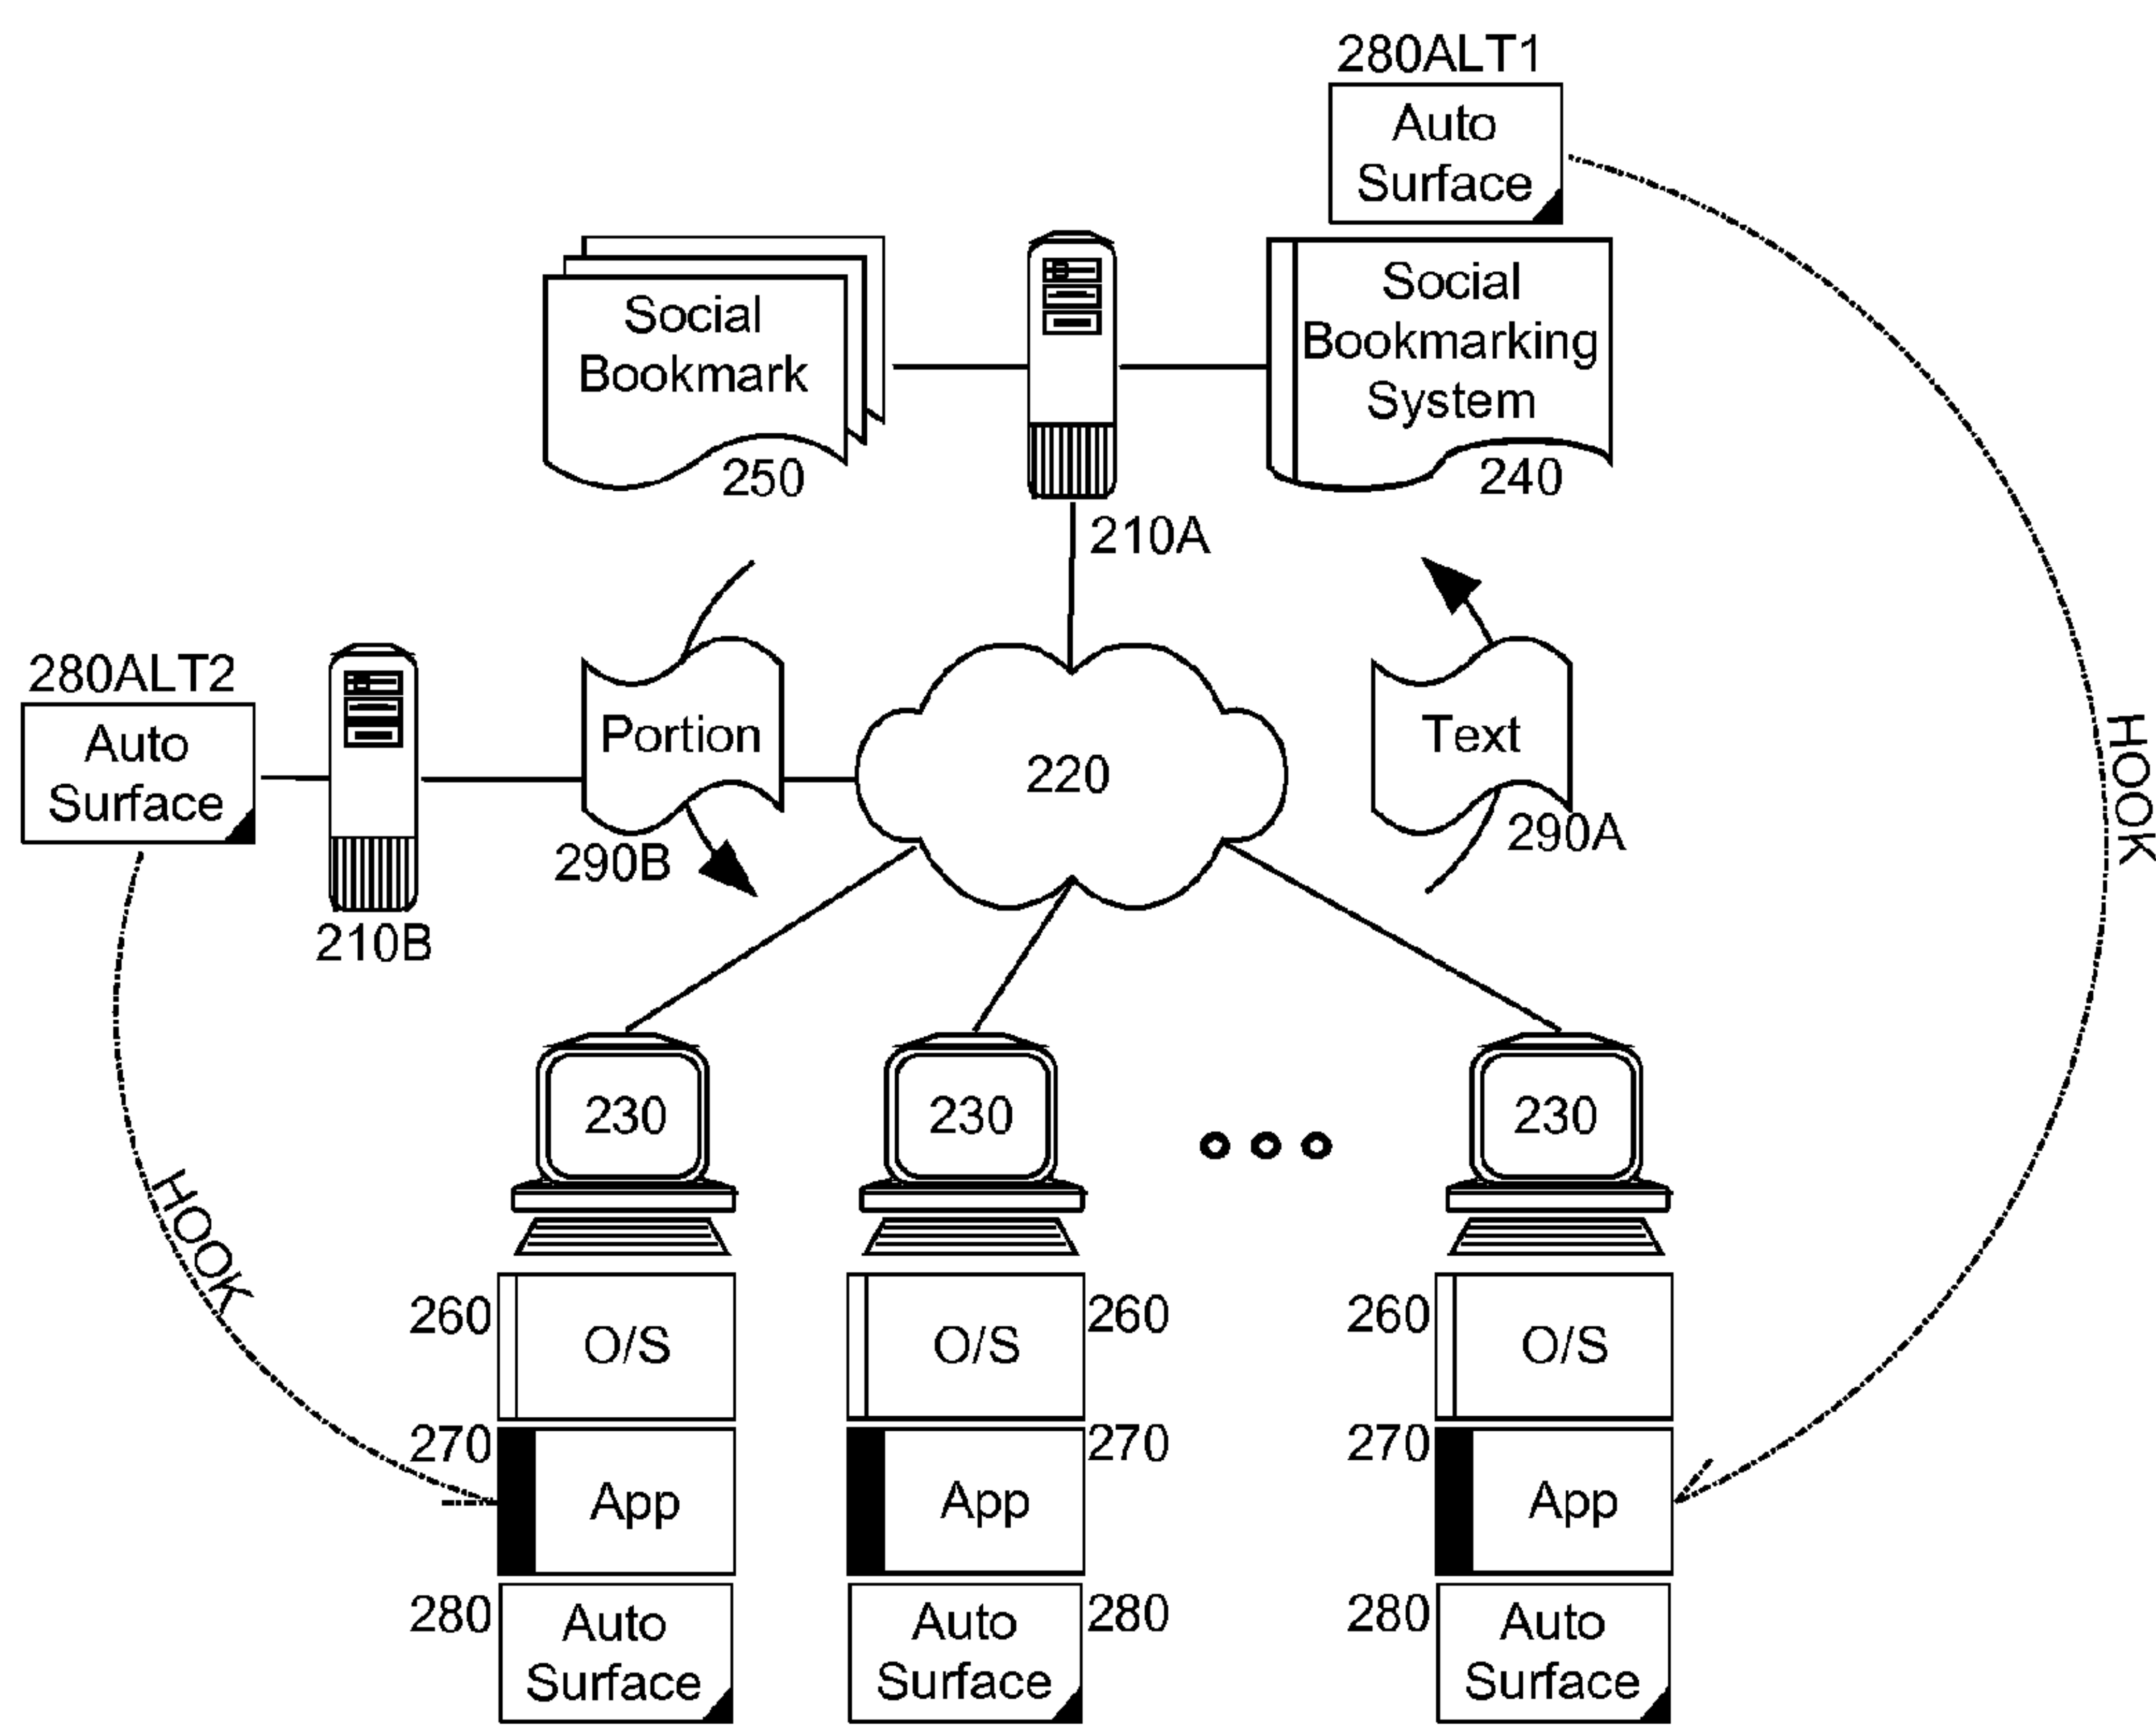 280ALT1
Auto
Surface
Social
Bookmark
250
Social
Bookmarking
System
240
210A
280ALT2
Auto
Surface
210B
Portion
290B
220
Text
290A
HOOK
HOOK
230
230
230
260
O/S
O/S
260
260
O/S
270
App
App
270
270
App
280
Auto
Surface
Auto
Surface
280
280
Auto
Surface